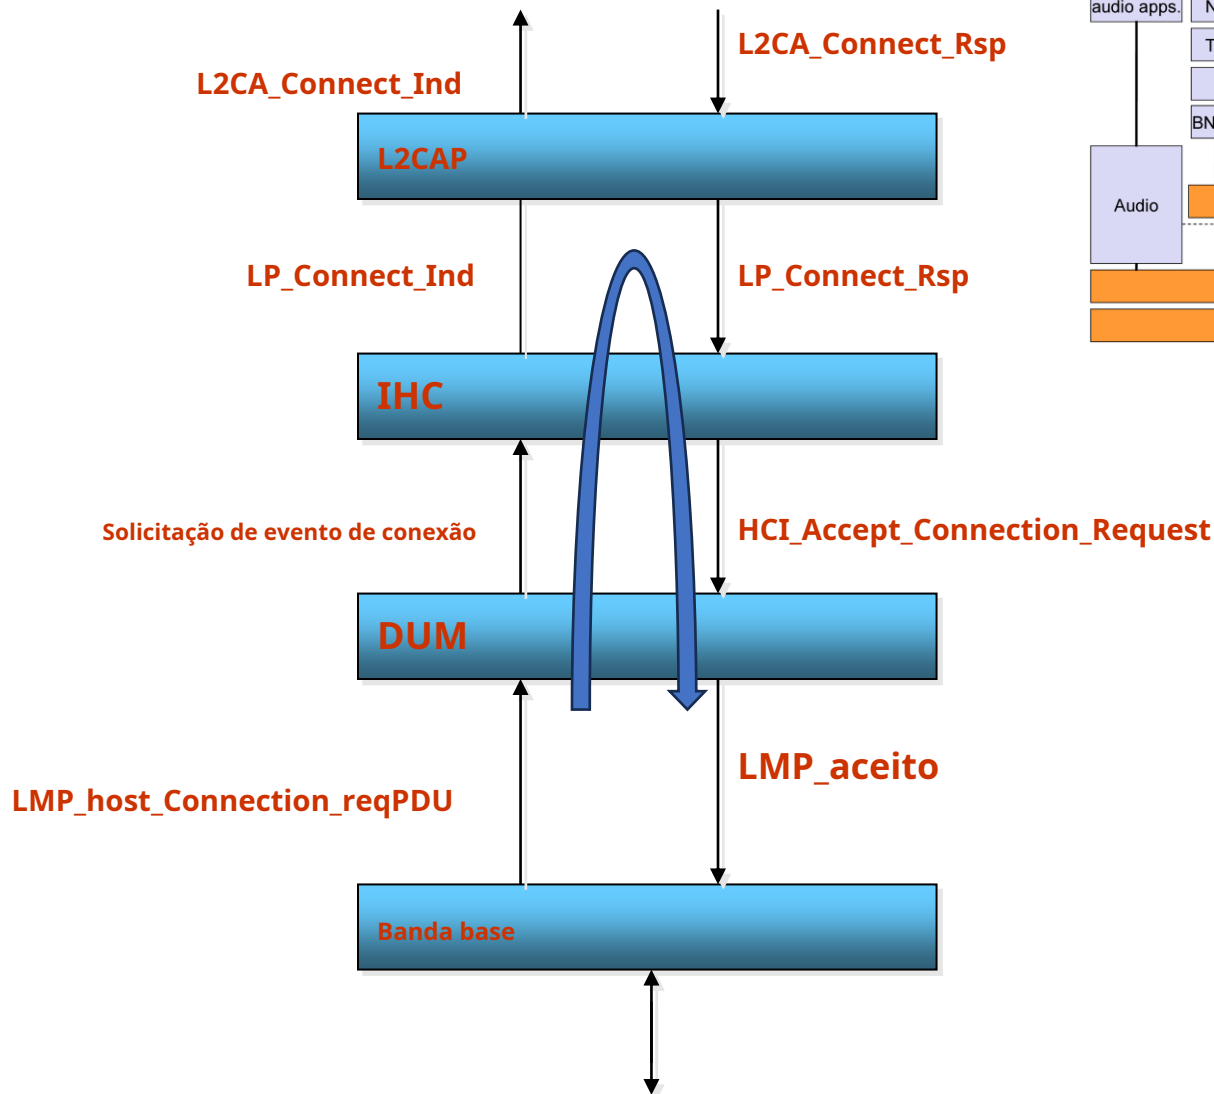 audio apps.
L2CA_Connect_Rsp
L2CA_Connect_Ind
L2CAP
Audio
LP_Connect_Ind
LP_Connect_Rsp
IHC
Solicitação de evento de conexão
HCI_Accept_Connection_Request
DUM
LMP_aceito
LMP_host_Connection_reqPDU
Banda base